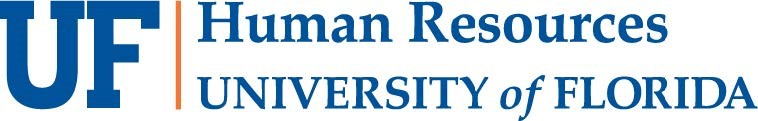 UF
Human Resources
UNIVERSITY of FLORIDA